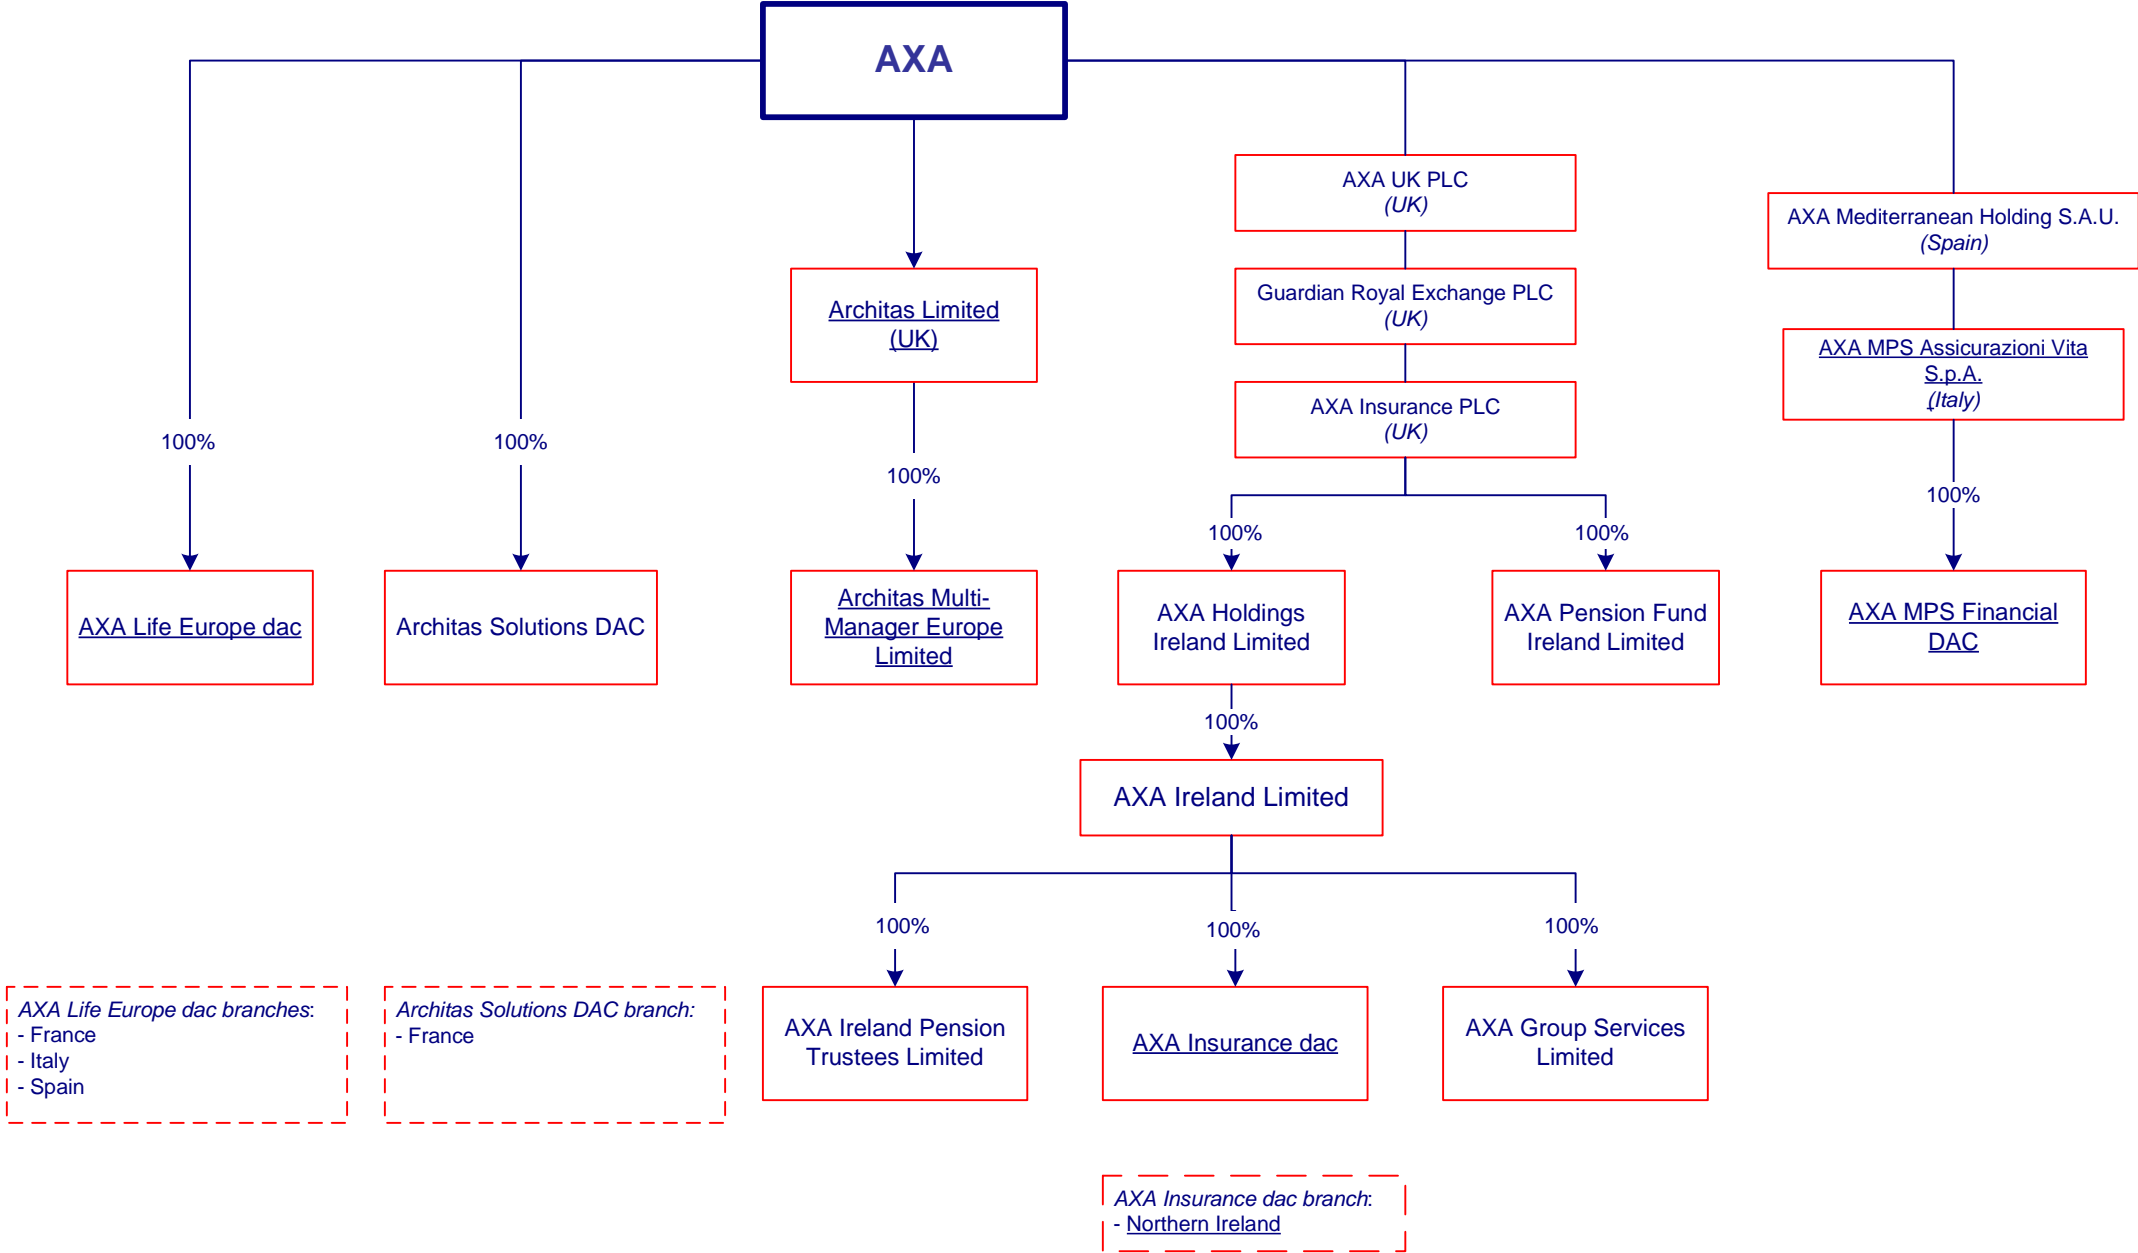 AXA
AXA UK PLC
(UK)
AXA Mediterranean Holding S.A.U.
(Spain)
Architas Limited
(UK)
Guardian Royal Exchange PLC
(UK)
AXA MPS Assicurazioni Vita
S.p.A.
(Italy)
AXA Insurance PLC
(UK)
100%
100%
100%
100%
100%
100%
AXA Life Europe dac
Architas Solutions DAC
Architas Multi-
Manager Europe
Limited
AXA Holdings
Ireland Limited
AXA Pension Fund
Ireland Limited
AXA MPS Financial
DAC
100%
AXA Ireland Limited
100%
100%
100%
AXA Life Europe dac branches:
- France
- Italy
- Spain
Architas Solutions DAC branch:
- France
AXA Ireland Pension
Trustees Limited
AXA Insurance dac
AXA Group Services
Limited
AXA Insurance dac branch:
- Northern Ireland